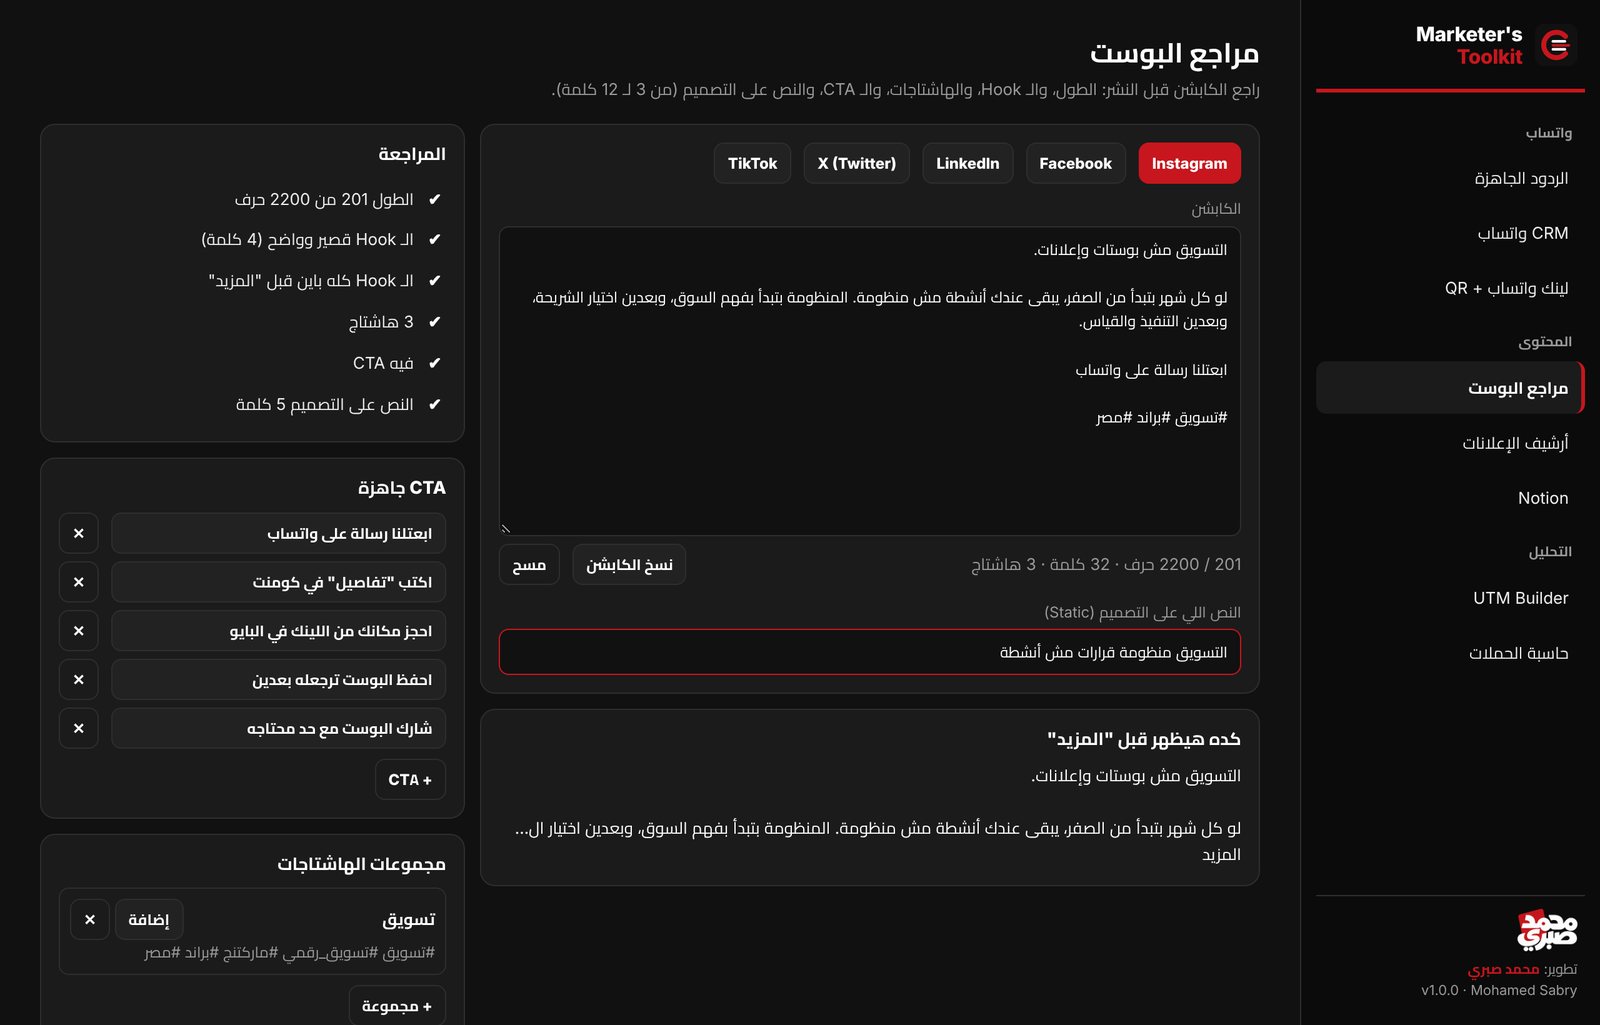 Marketer's
Toolkit
واتساب
الردود الجاهزة
CRM واتساب
لينك واتساب + QR
المحتوى
مراجع البوست
أرشيف الإعلانات
Notion
التحليل
UTM Builder
حاسبة الحملات
محمد صبري
تطوير: محمد صبري
v1.0.0 · Mohamed Sabry
مراجع البوست
راجع الكابشن قبل النشر: الطول، والـ Hook، والهاشتاجات، والـ CTA، والنص على التصميم (من 3 لـ 12 كلمة).
Instagram
Facebook
LinkedIn
X (Twitter)
TikTok
الكابشن
التسويق مش بوستات وإعلانات.
لو كل شهر بتبدأ من الصفر، يبقى عندك أنشطة مش منظومة. المنظومة بتبدأ بفهم السوق، وبعدين اختيار الشريحة،
وبعدين التنفيذ والقياس.
ابعتلنا رسالة على واتساب
#تسويق #براند #مصر
201 / 2200 حرف · 32 كلمة · 3 هاشتاج
نسخ الكابشن
مسح
النص اللي على التصميم (Static)
التسويق منظومة قرارات مش أنشطة
كده هيظهر قبل "المزيد"
التسويق مش بوستات وإعلانات.
لو كل شهر بتبدأ من الصفر، يبقى عندك أنشطة مش منظومة. المنظومة بتبدأ بفهم السوق، وبعدين اختيار ال...
المزيد
المراجعة
✔ الطول 201 من 2200 حرف
✔ الـ Hook قصير وواضح (4 كلمة)
✔ الـ Hook كله باين قبل "المزيد"
✔ 3 هاشتاج
✔ فيه CTA
✔ النص على التصميم 5 كلمة
CTA جاهزة
ابعتلنا رسالة على واتساب ×
اكتب "تفاصيل" في كومنت ×
احجز مكانك من اللينك في البايو ×
احفظ البوست ترجعله بعدين ×
شارك البوست مع حد محتاجه ×
+ CTA
مجموعات الهاشتاجات
تسويق
إضافة
×
#تسويق #تسويق_رقمي #ماركتنج #براند #مصر
+ مجموعة